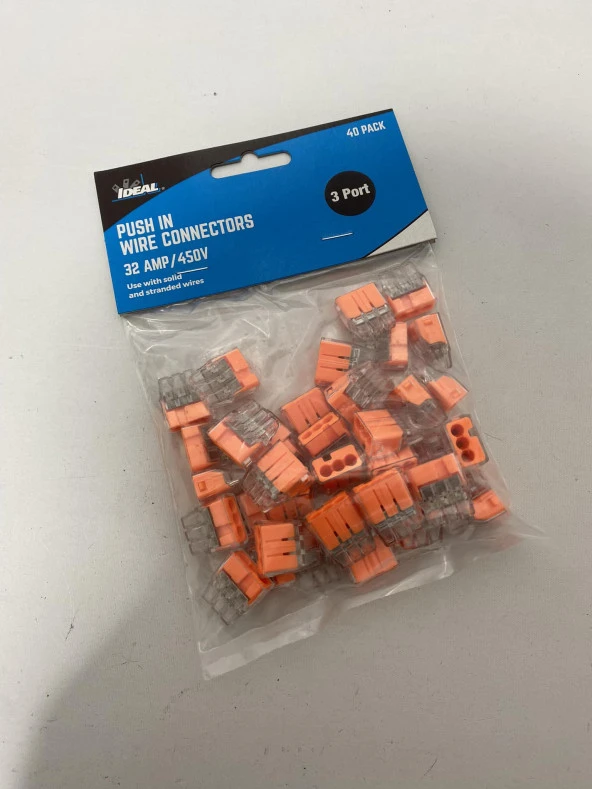 40 PACK
IDEAL
3 Port
PUSH IN
WIRE CONNECTORS
32 AMP/450V
Use with solid
and stranded wires